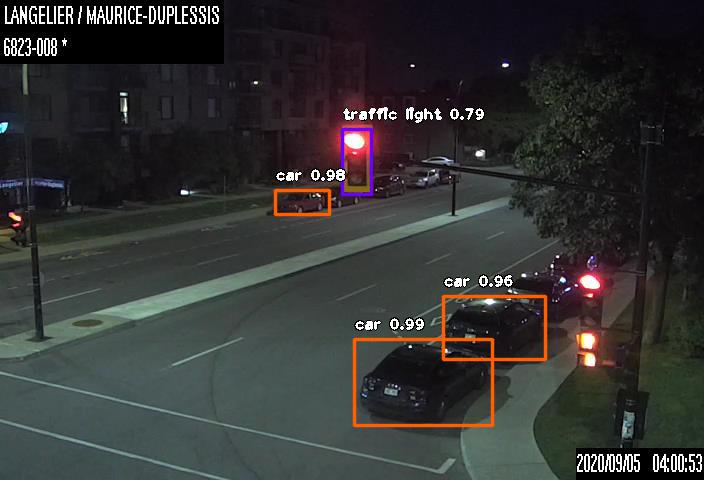 LANGELIER / MAURICE-DUPLESSIS
6823-008 *
traffic light 0.79
car 0.98
car 0.96
car 0.99
2020/09/05 04:00:53